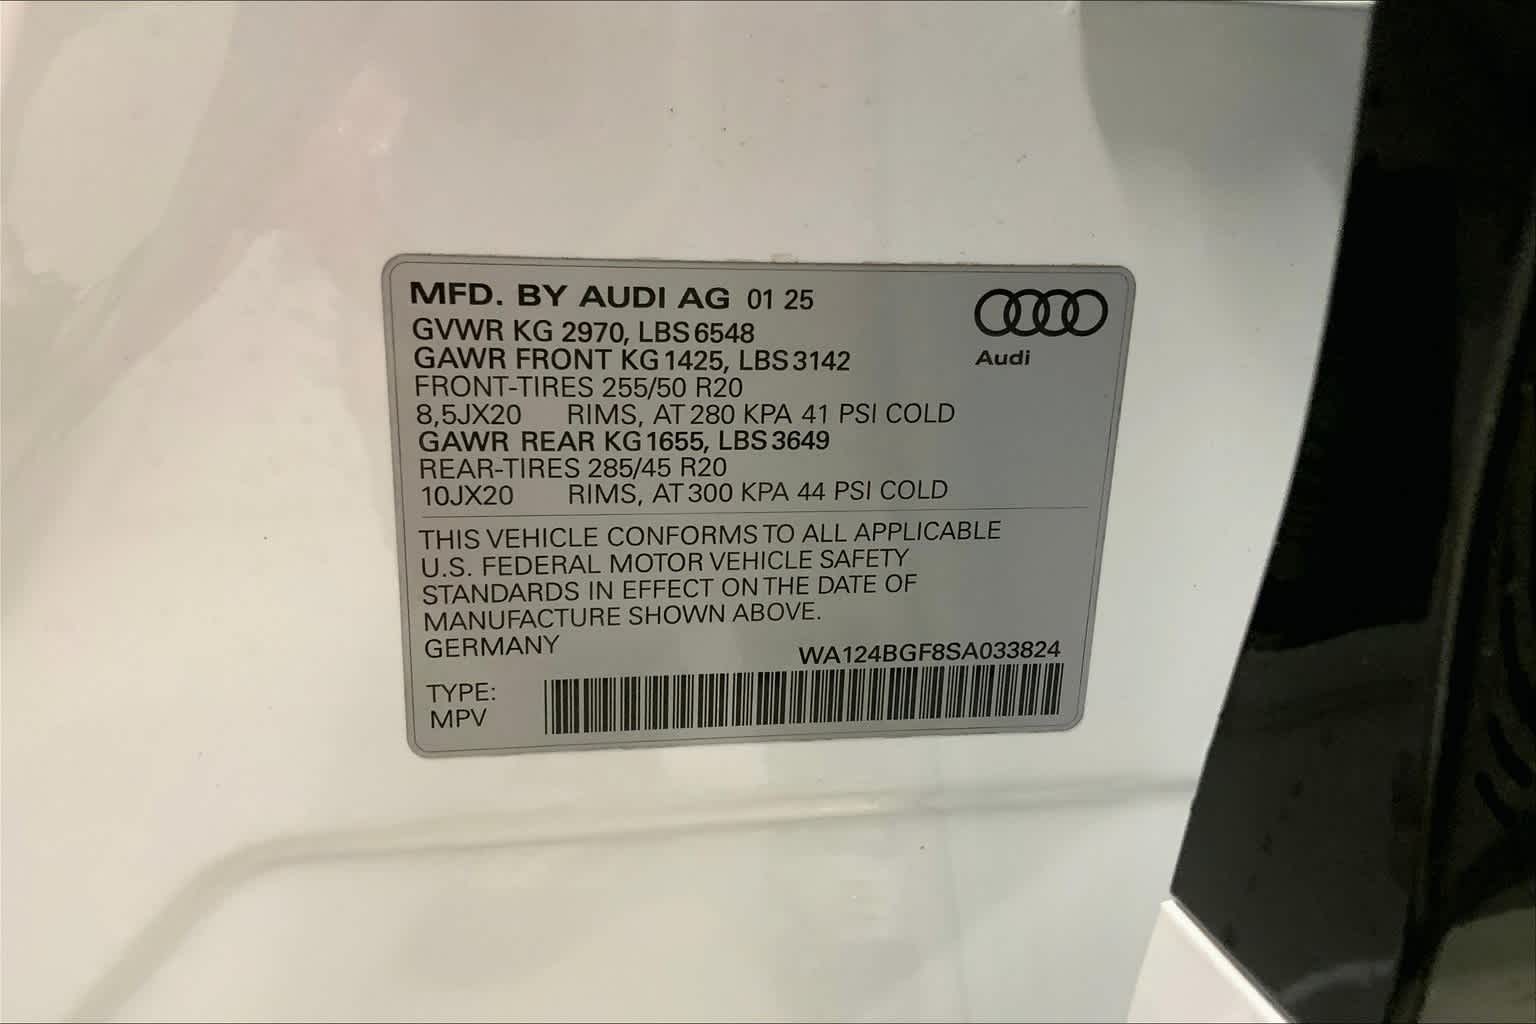 MFD. BY AUDI AG 01 25
GVWR KG 2970, LBS 6548
GAWR FRONT KG 1425, LBS 3142
FRONT-TIRES 255/50 R20
8,5JX20 RIMS, AT 280 KPA 41 PSI COLD
GAWR REAR KG 1655, LBS 3649
REAR-TIRES 285/45 R20
10JX20 RIMS, AT 300 KPA 44 PSI COLD
Audi
THIS VEHICLE CONFORMS TO ALL APPLICABLE
U.S. FEDERAL MOTOR VEHICLE SAFETY
STANDARDS IN EFFECT ON THE DATE OF
MANUFACTURE SHOWN ABOVE.
GERMANY
WA124BGF8SA033824
TYPE:
MPV